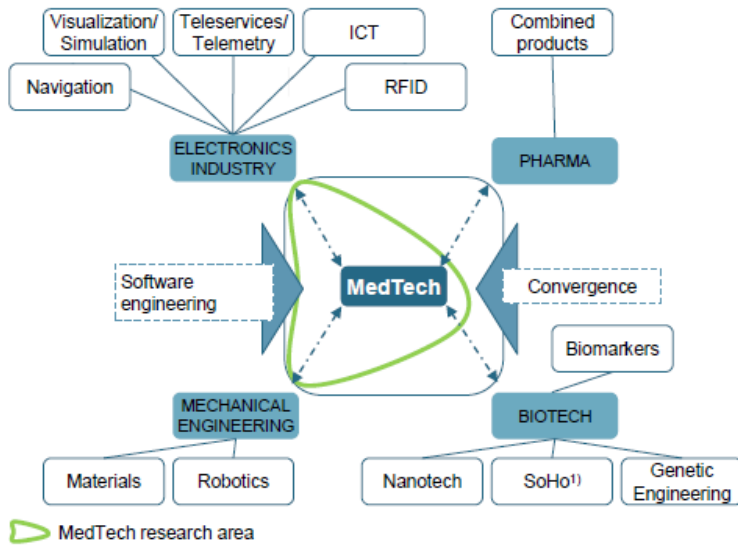 Visualization/
Simulation
Teleservices/
Telemetry
ICT
Combined
products
Navigation
RFID
ELECTRONICS
INDUSTRY
PHARMA
Software
engineering
MedTech
Convergence
Biomarkers
MECHANICAL
ENGINEERING
BIOTECH
Materials
Robotics
Nanotech
SoHo¹⁾
Genetic
Engineering
MedTech research area